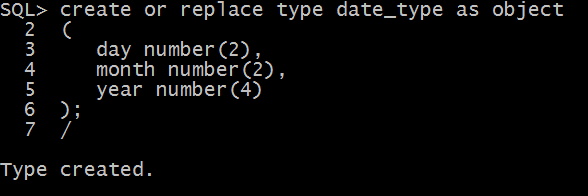 SQL> create or replace type date_type as object
  2  (
  3     day number(2),
  4     month number(2),
  5     year number(4)
  6  );
  7  /
Type created.